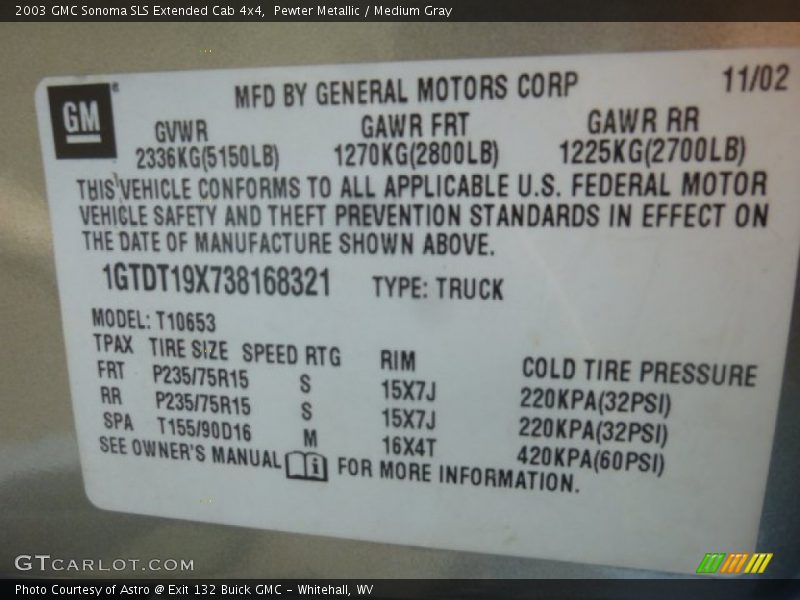 2003 GMC Sonoma SLS Extended Cab 4x4, Pewter Metallic / Medium Gray
GM®
MFD BY GENERAL MOTORS CORP 11/02
GVWR GAWR FRT GAWR RR
2336KG(5150LB) 1270KG(2800LB) 1225KG(2700LB)
THIS VEHICLE CONFORMS TO ALL APPLICABLE U.S. FEDERAL MOTOR
VEHICLE SAFETY AND THEFT PREVENTION STANDARDS IN EFFECT ON
THE DATE OF MANUFACTURE SHOWN ABOVE.
1GTDT19X738168321 TYPE: TRUCK
MODEL: T10653
TPAX TIRE SIZE SPEED RTG RIM COLD TIRE PRESSURE
FRT P235/75R15 S 15X7J 220KPA(32PSI)
RR P235/75R15 S 15X7J 220KPA(32PSI)
SPA T155/90D16 M 16X4T 420KPA(60PSI)
SEE OWNER'S MANUAL i FOR MORE INFORMATION.
GTCARLOT.COM
Photo Courtesy of Astro @ Exit 132 Buick GMC - Whitehall, WV